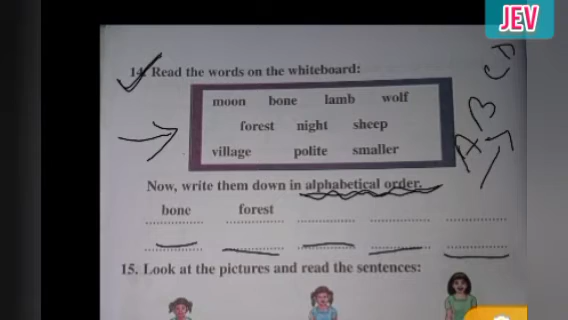 JEV
14. Read the words on the whiteboard:
moon bone lamb wolf
forest night sheep
village polite smaller
Now, write them down in alphabetical order.
bone forest
15. Look at the pictures and read the sentences:
A B C D